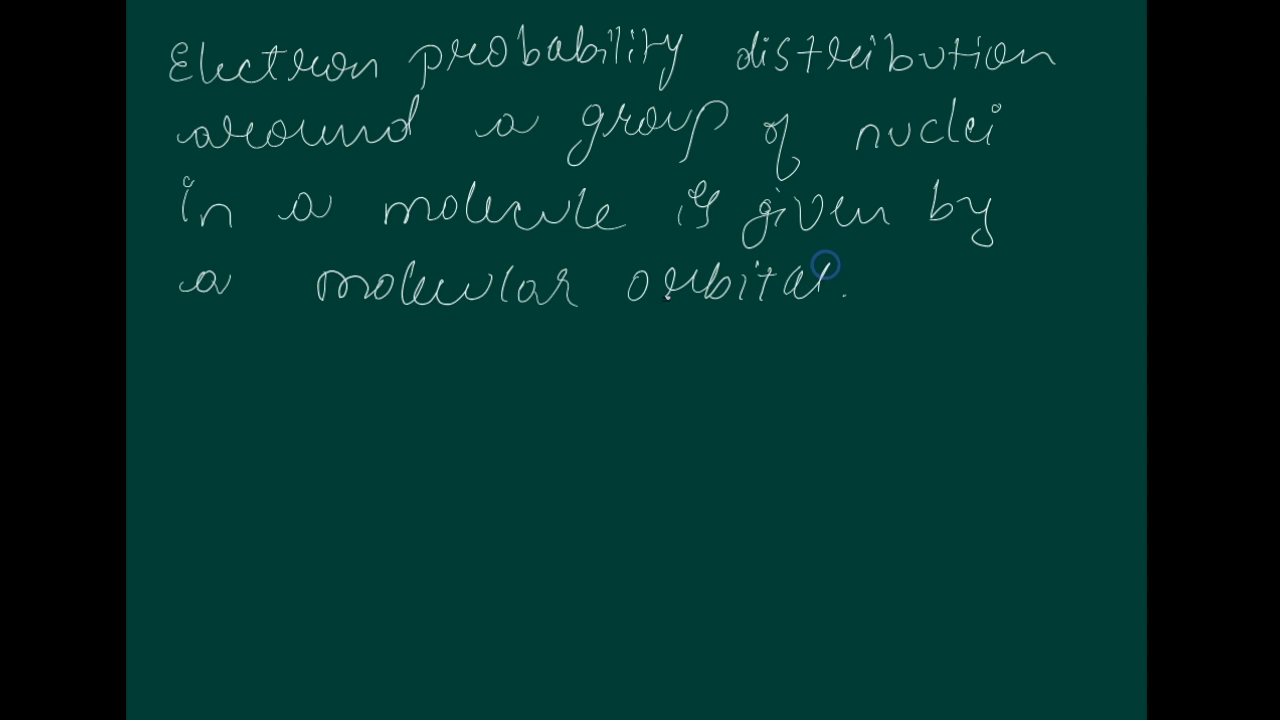 Electron probability distribution
around a group of nuclei
in a molecule is given by
a molecular orbital.